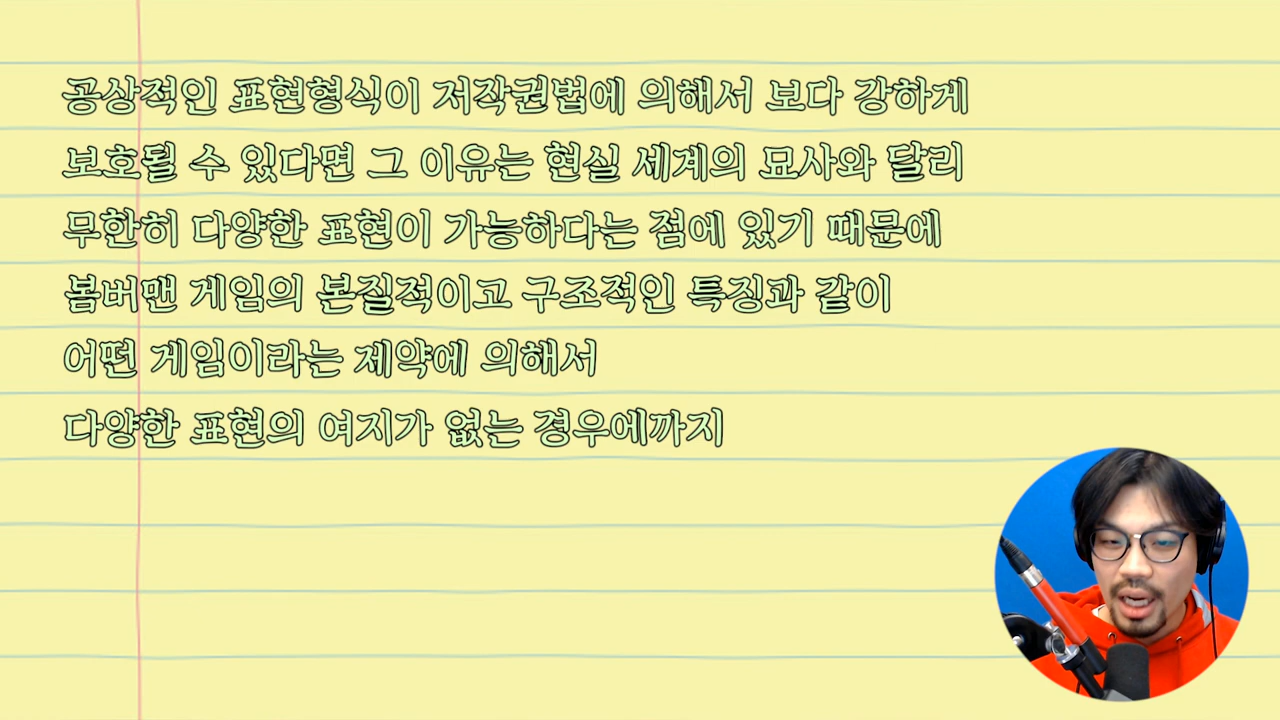 공상적인 표현형식이 저작권법에 의해서 보다 강하게
보호될 수 있다면 그 이유는 현실 세계의 묘사와 달리
무한히 다양한 표현이 가능하다는 점에 있기 때문에
봄버맨 게임의 본질적이고 구조적인 특징과 같이
어떤 게임이라는 제약에 의해서
다양한 표현의 여지가 없는 경우에까지